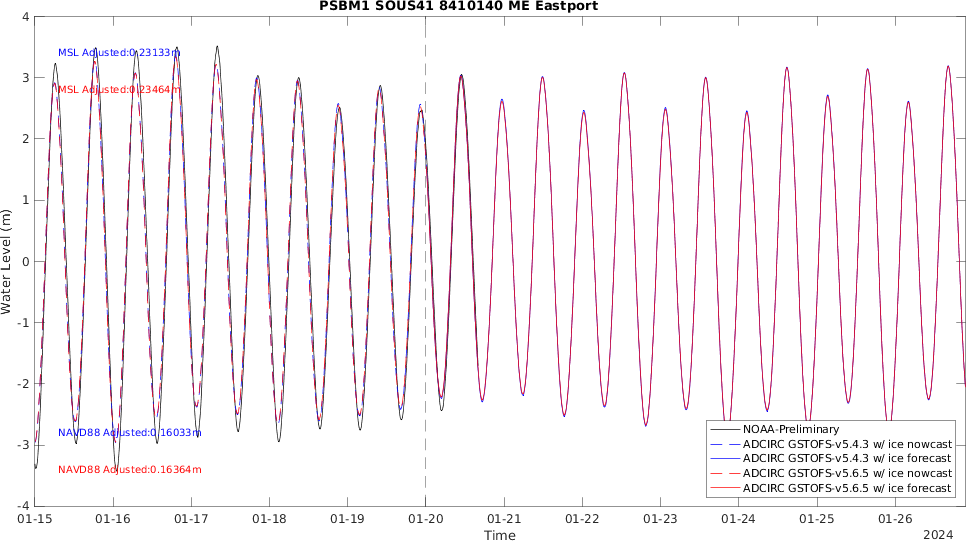 PSBM1 SOUS41 8410140 ME Eastport
4
3
2
1
0
-1
-2
-3
-4
Water Level (m)
MSL Adjusted:0.23133m
MSL Adjusted:0.23464m
NAVD88 Adjusted:0.16033m
NAVD88 Adjusted:0.16364m
NOAA-Preliminary
ADCIRC GSTOFS-v5.4.3 w/ ice nowcast
ADCIRC GSTOFS-v5.4.3 w/ ice forecast
ADCIRC GSTOFS-v5.6.5 w/ ice nowcast
ADCIRC GSTOFS-v5.6.5 w/ ice forecast
01-15 01-16 01-17 01-18 01-19 01-20 01-21 01-22 01-23 01-24 01-25 01-26
Time
2024